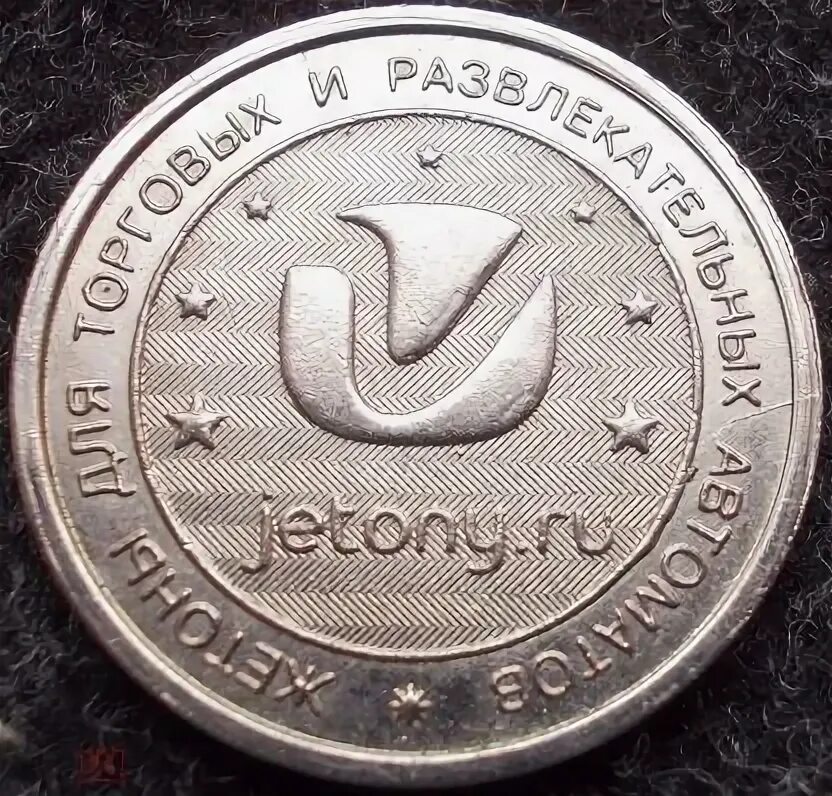 ЖЕТОНЫ ДЛЯ ТОРГОВЫХ И РАЗВЛЕКАТЕЛЬНЫХ АВТОМАТОВ
jetony.ru